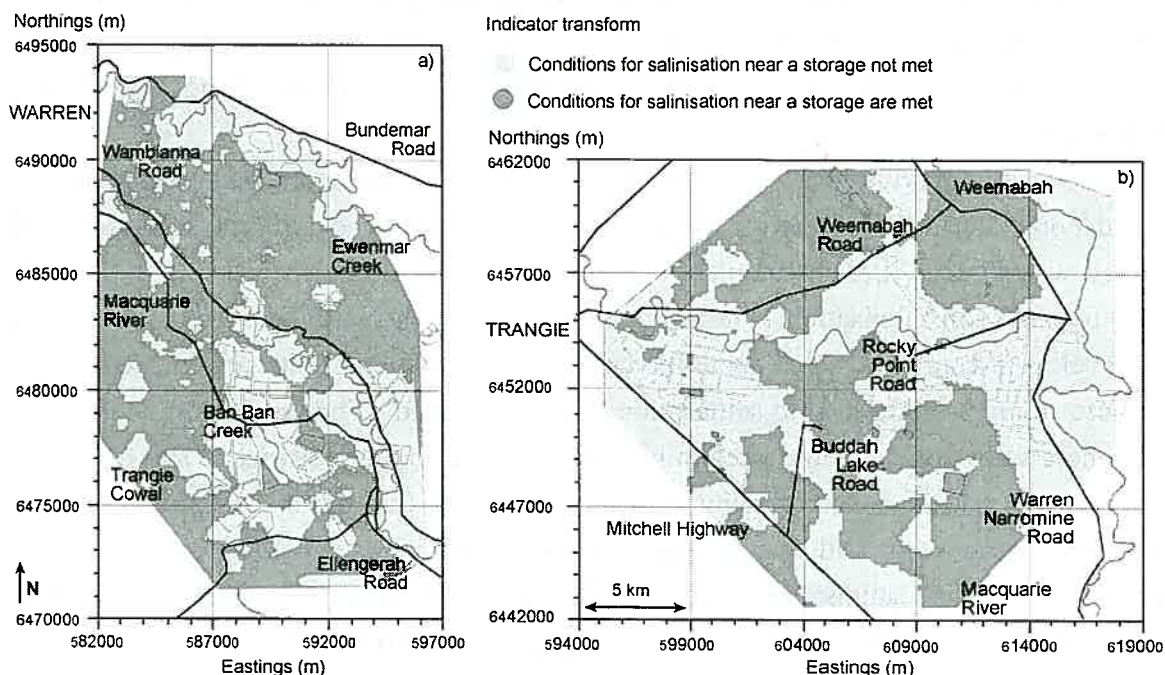 Northings (m)
6495000
a)
WARREN
Bundemar
Road
Wambianna
Road
6490000
Ewenmar
Creek
6485000
Macquarie
River
6480000
Ban Ban
Creek
Trangie
Cowal
6475000
Ellengerah
Road
N
6470000
582000
587000
592000
597000
Eastings (m)
Indicator transform
Conditions for salinisation near a storage not met
Conditions for salinisation near a storage are met
Northings (m)
6462000
b)
Weemabah
Weemabah
Road
6457000
TRANGIE
Rocky
Point
Road
6452000
Buddah
Lake
Road
6447000
Warren
Narromine
Road
Mitchell Highway
5 km
Macquarie
River
6442000
594000
599000
604000
609000
614000
619000
Eastings (m)